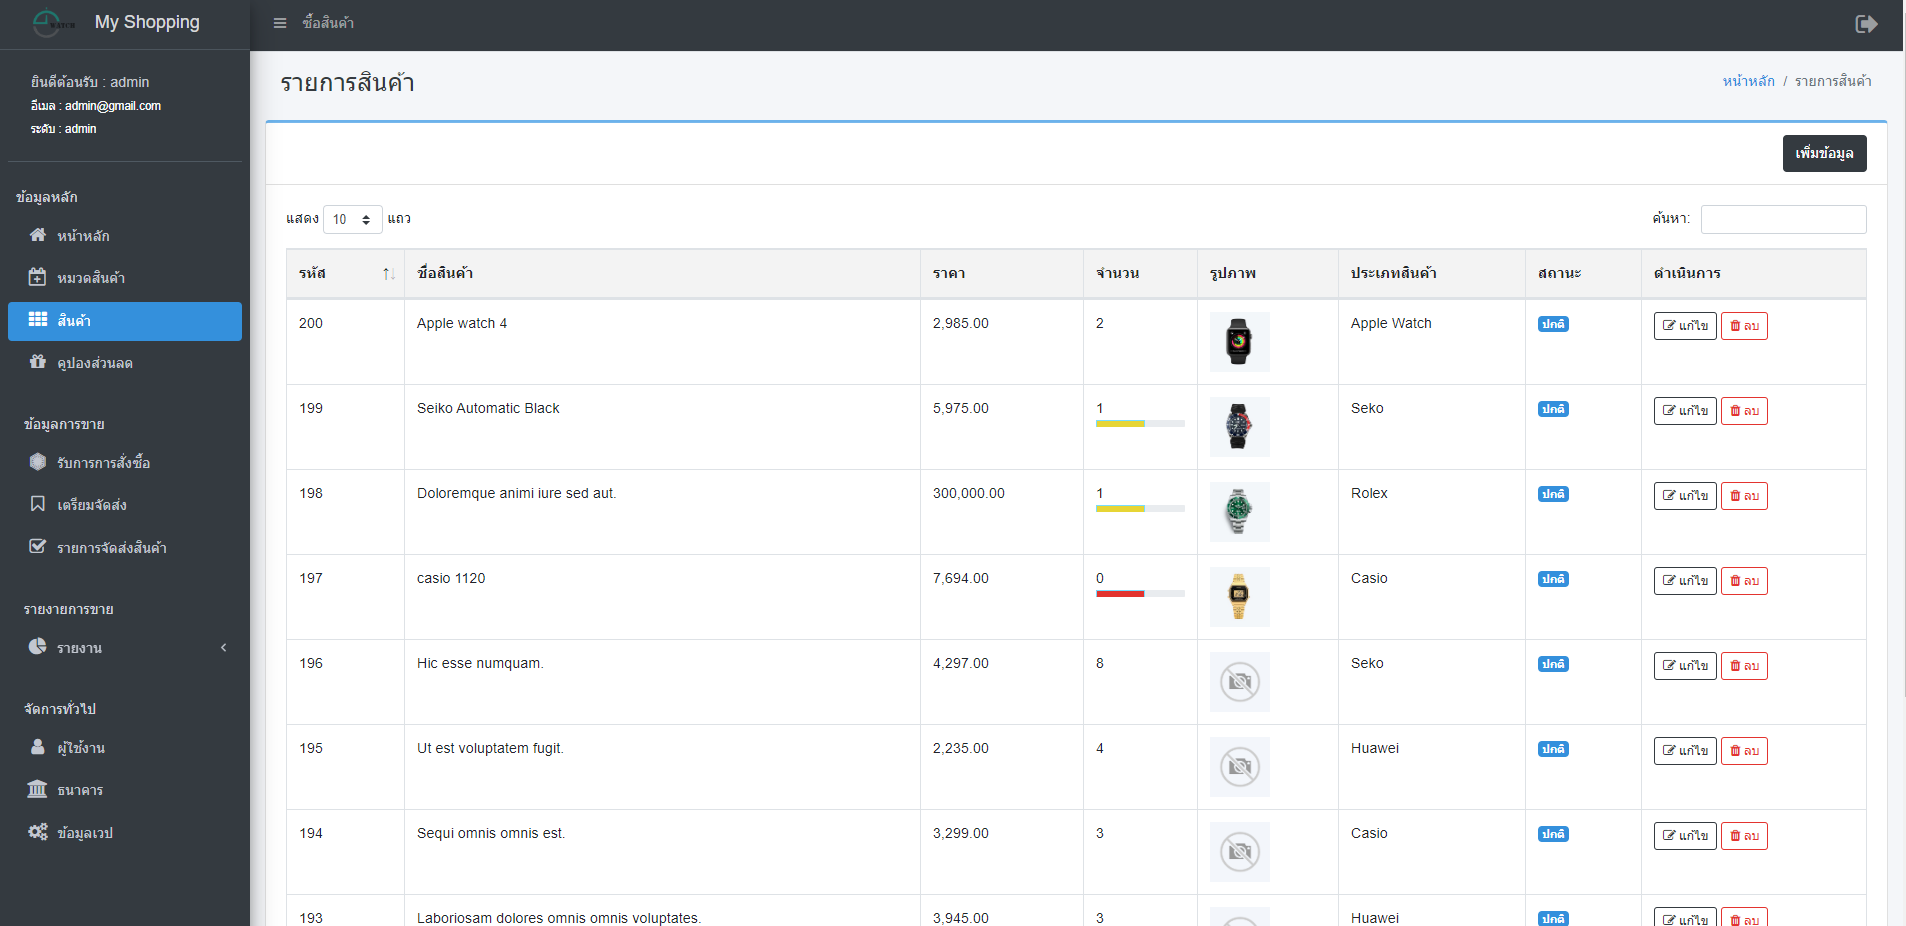 WATCH My Shopping
ซื้อสินค้า
ยินดีต้อนรับ : admin
อีเมล : admin@gmail.com
ระดับ : admin
ข้อมูลหลัก
หน้าหลัก
หมวดสินค้า
สินค้า
คูปองส่วนลด
ข้อมูลการขาย
รับการการสั่งซื้อ
เตรียมจัดส่ง
รายการจัดส่งสินค้า
รายงายการขาย
รายงาน
จัดการทั่วไป
ผู้ใช้งาน
ธนาคาร
ข้อมูลเวป
รายการสินค้า
หน้าหลัก / รายการสินค้า
เพิ่มข้อมูล
แสดง 10 แถว
ค้นหา:
รหัส ชื่อสินค้า ราคา จำนวน รูปภาพ ประเภทสินค้า สถานะ ดำเนินการ
200 Apple watch 4 2,985.00 2 Apple Watch ปกติ แก้ไข ลบ
199 Seiko Automatic Black 5,975.00 1 Seko ปกติ แก้ไข ลบ
198 Doloremque animi iure sed aut. 300,000.00 1 Rolex ปกติ แก้ไข ลบ
197 casio 1120 7,694.00 0 Casio ปกติ แก้ไข ลบ
196 Hic esse numquam. 4,297.00 8 Seko ปกติ แก้ไข ลบ
195 Ut est voluptatem fugit. 2,235.00 4 Huawei ปกติ แก้ไข ลบ
194 Sequi omnis omnis est. 3,299.00 3 Casio ปกติ แก้ไข ลบ
193 Laboriosam dolores omnis omnis voluptates. 3,945.00 3 Huawei ปกติ แก้ไข ลบ